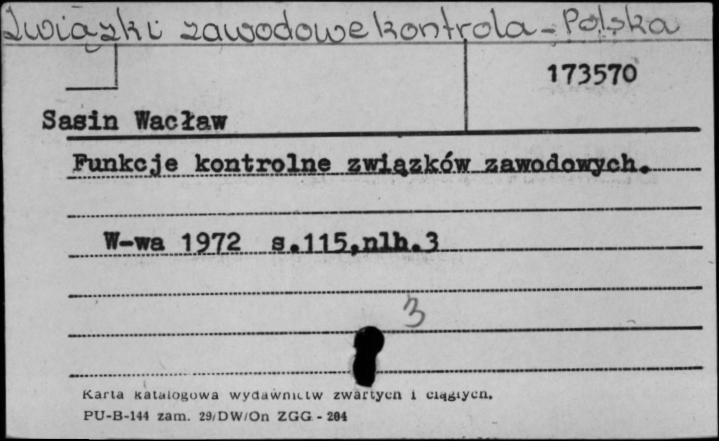 Związki zawodowe kontrola - Polska
173570
Sasin Wacław
Funkcje kontrolne związków zawodowych.
W-wa 1972 s.115,nlb.3
3
Karta katalogowa wydawnictw zwartych i ciągłych.
PU-B-144 zam. 29/DW/On ZGG - 204